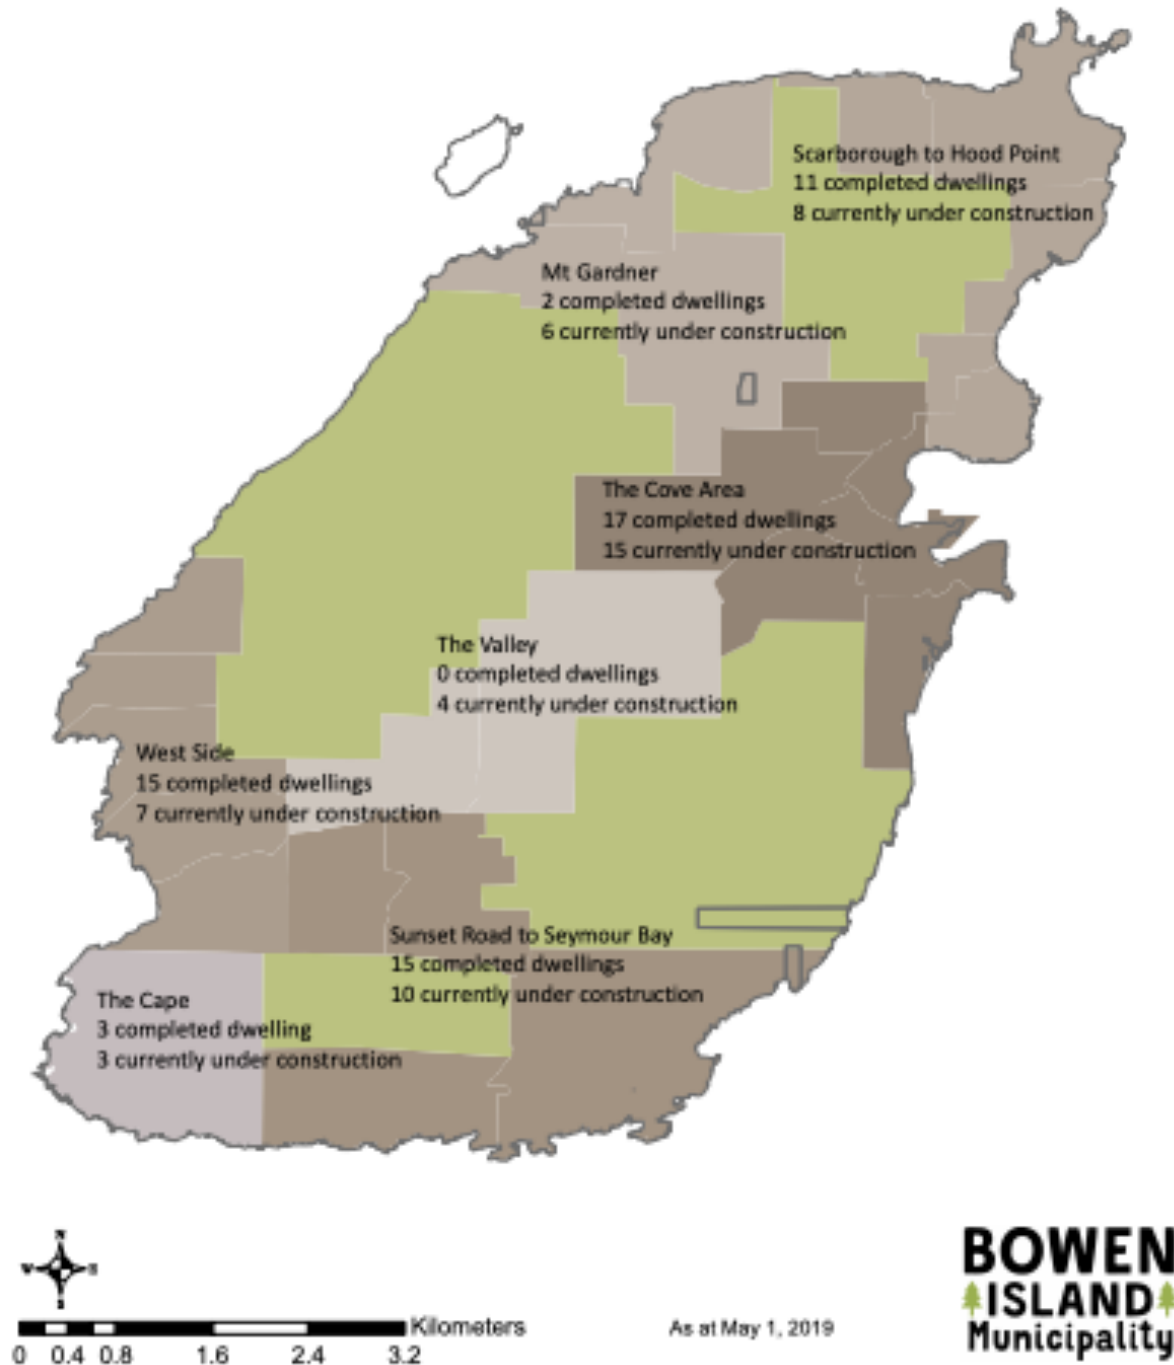 Scarborough to Hood Point
11 completed dwellings
8 currently under construction
Mt Gardner
2 completed dwellings
6 currently under construction
The Cove Area
17 completed dwellings
15 currently under construction
The Valley
0 completed dwellings
4 currently under construction
West Side
15 completed dwellings
7 currently under construction
Sunset Road to Seymour Bay
15 completed dwellings
10 currently under construction
The Cape
3 completed dwelling
3 currently under construction
N
W
S
Kilometers
0 0.4 0.8 1.6 2.4 3.2
As at May 1, 2019
BOWEN
ISLAND
Municipality